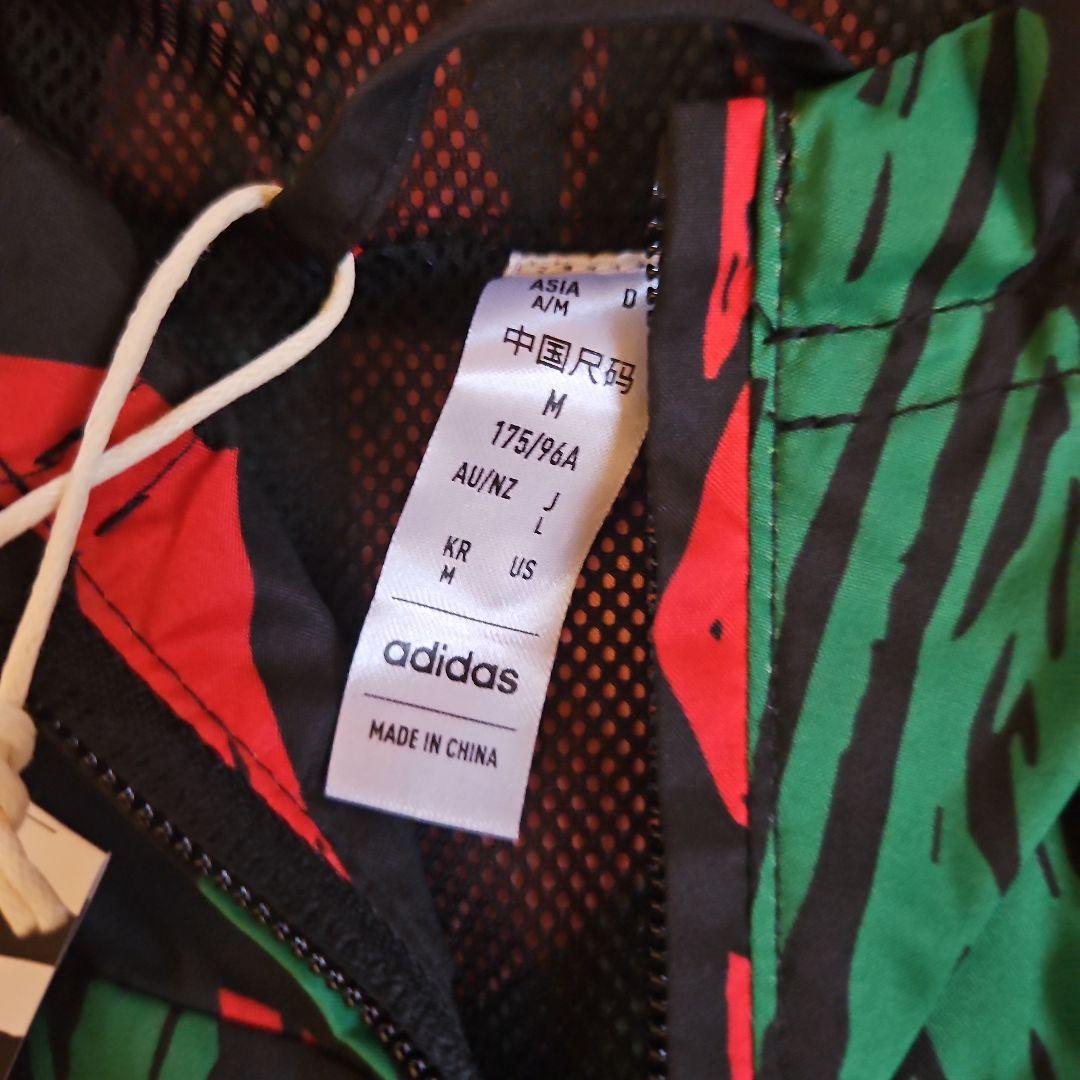 ASIA D
A/M
中国尺码
M
175/96A
AU/NZ J
L
KR US
M
adidas
MADE IN CHINA